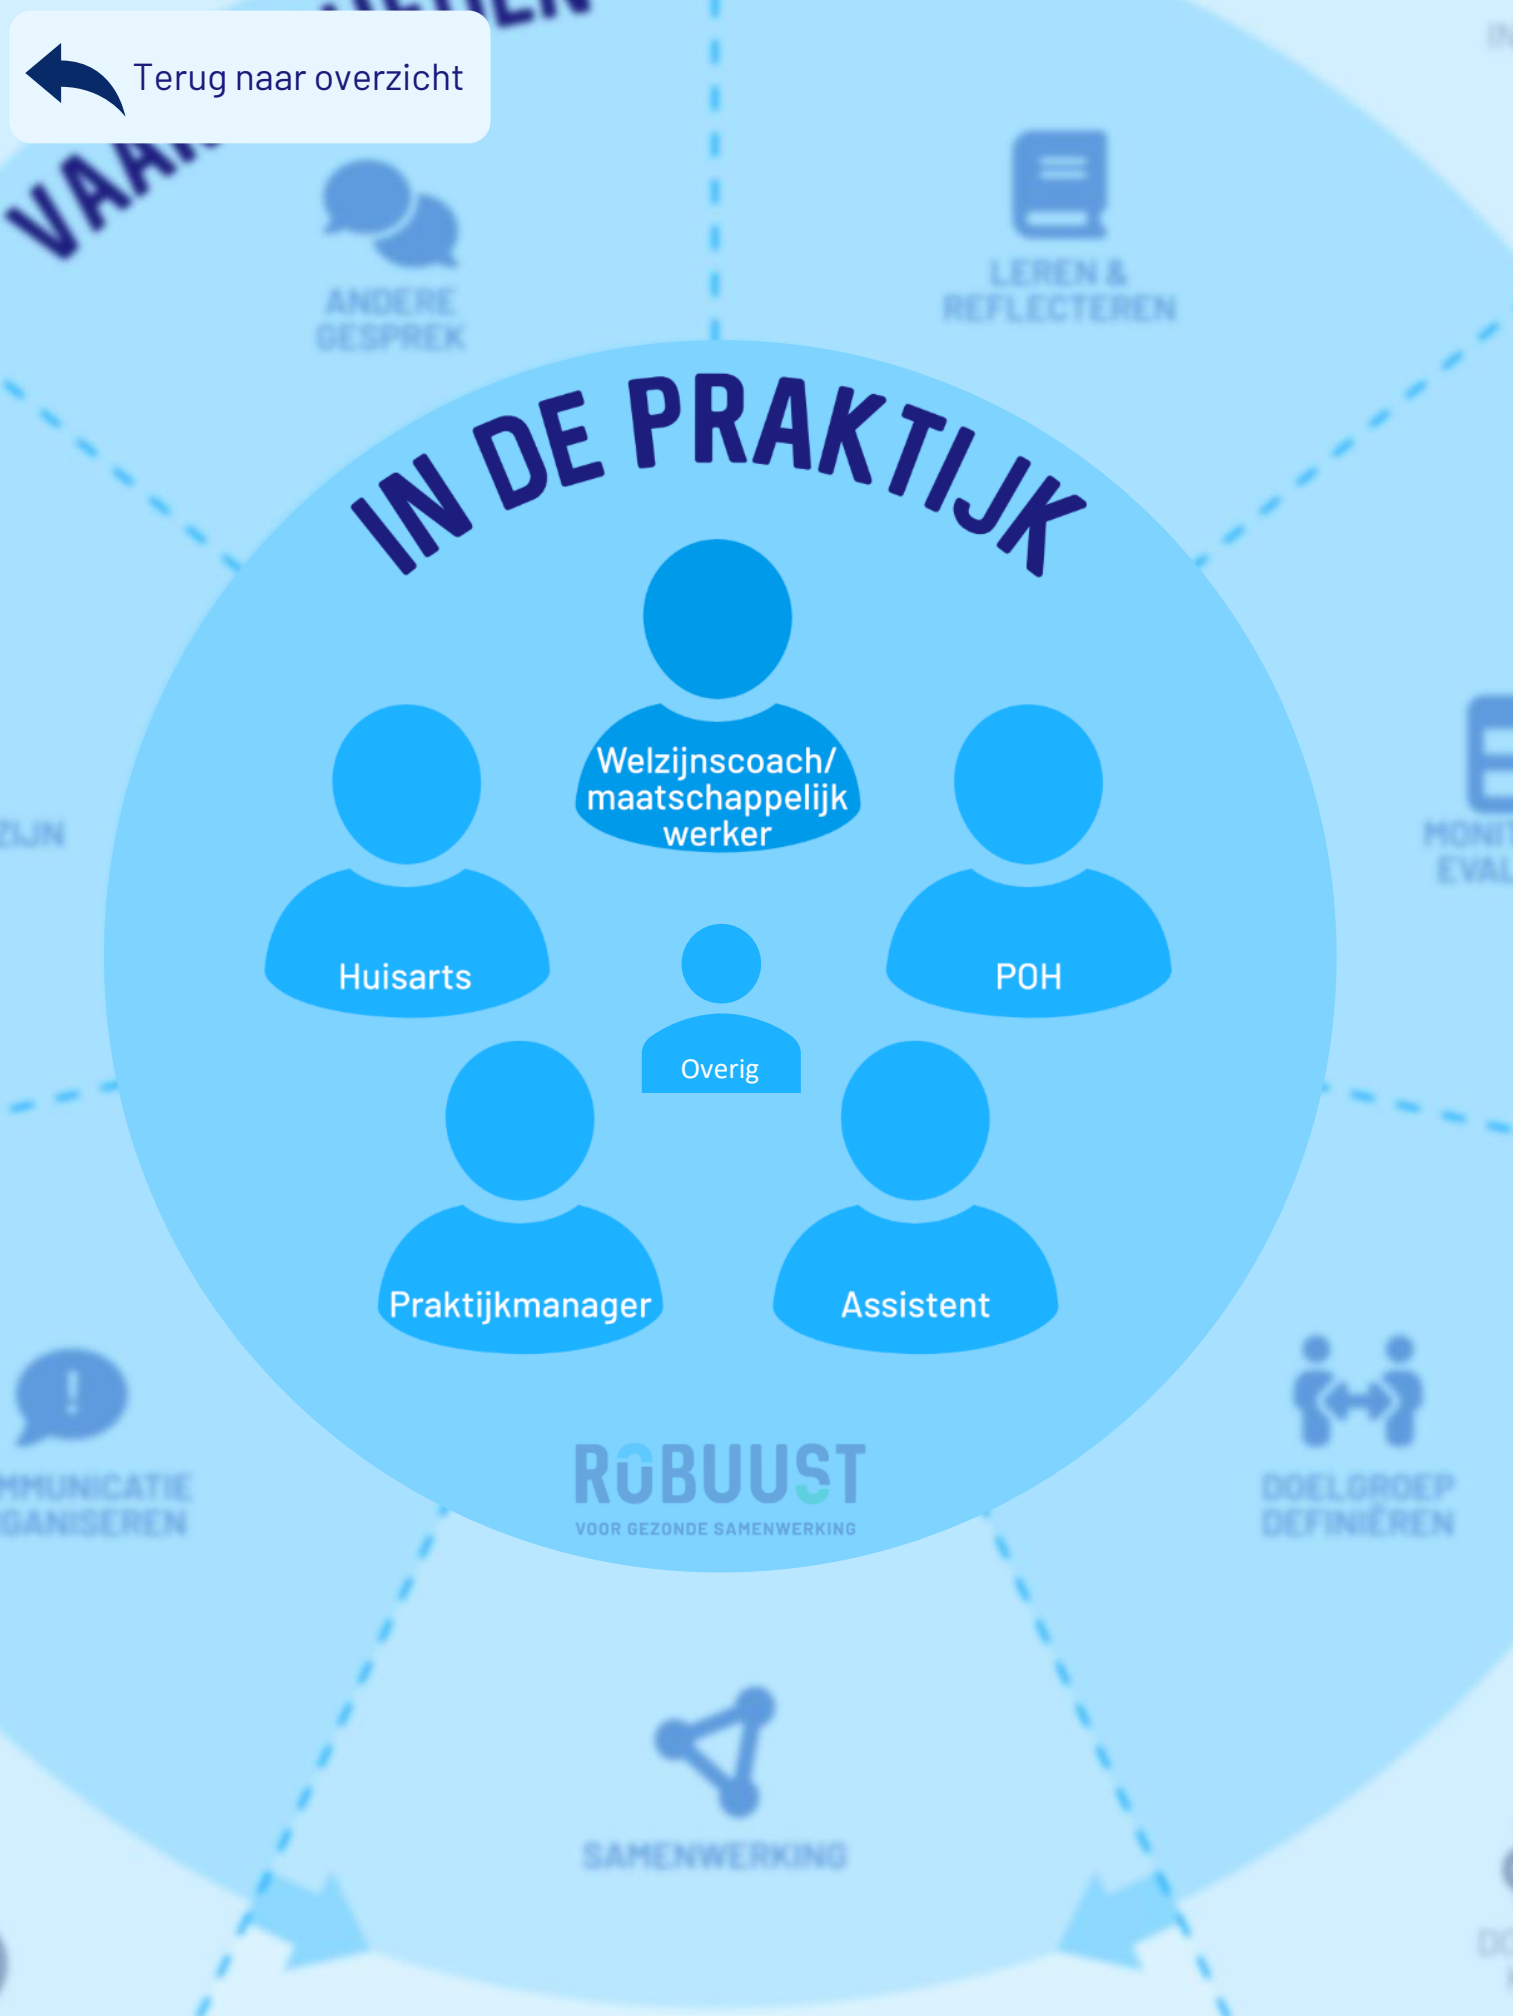 Terug naar overzicht
ANDERE
GESPREK
LEREN &
REFLECTEREN
IN DE PRAKTIJK
Welzijnscoach/
maatschappelijk
werker
Huisarts
POH
Overig
Praktijkmanager
Assistent
ROBUUST
VOOR GEZONDE SAMENWERKING
DOELGROEP
DEFINIËREN
SAMENWERKING